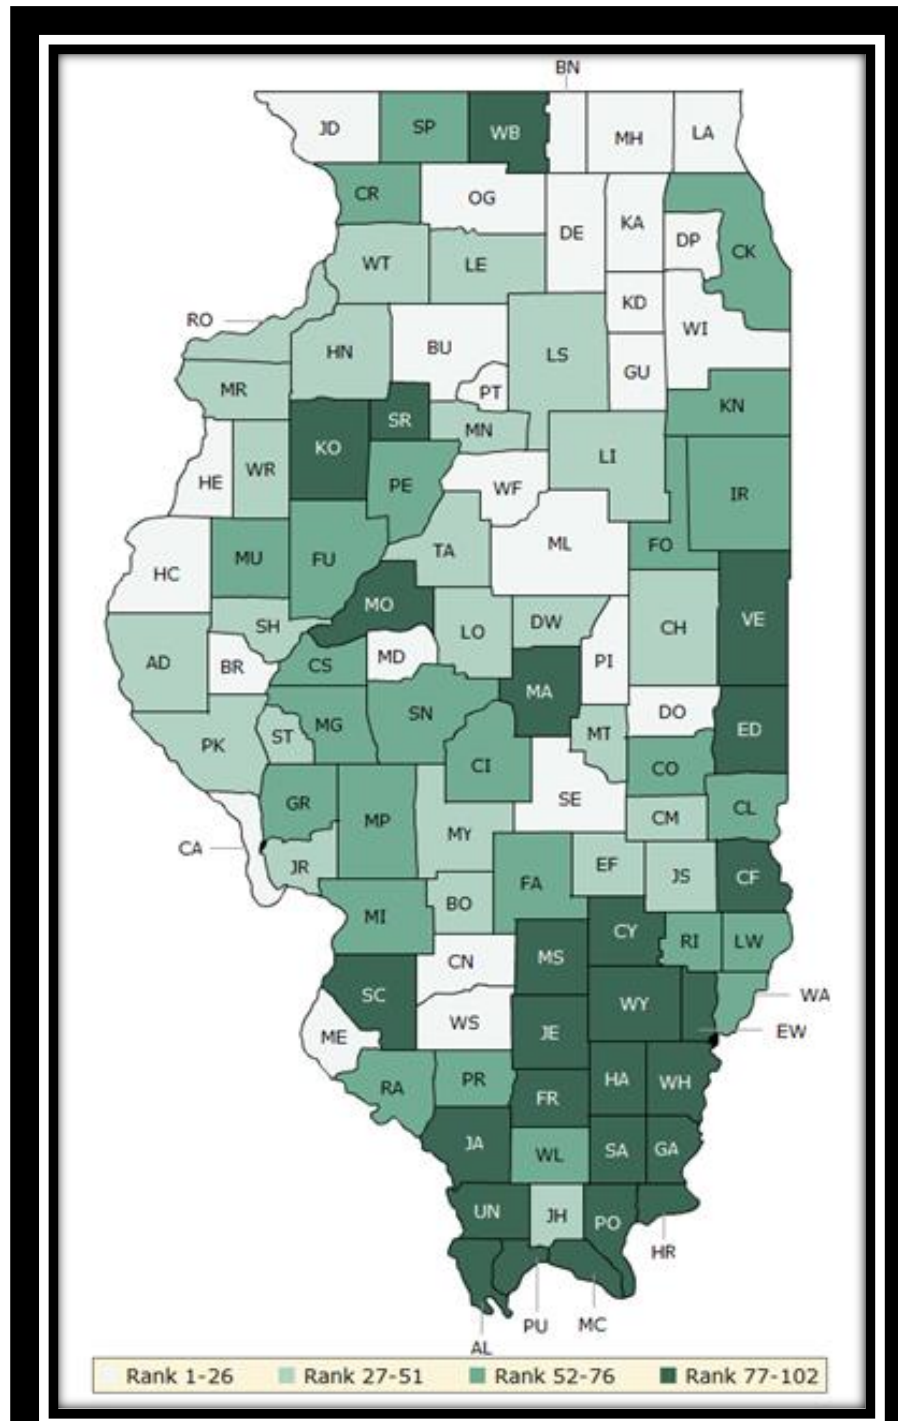 BN
JD
SP
WB
MH
LA
CR
OG
DE
KA
DP
CK
WT
LE
KD
WI
RO
HN
BU
LS
GU
MR
PT
KN
SR
MN
KO
LI
HE
WR
PE
WF
IR
MU
FU
TA
ML
FO
HC
MO
SH
LO
DW
CH
VE
AD
BR
CS
MD
PI
MA
DO
PK
ST
MG
SN
MT
ED
CI
CO
GR
MP
SE
CM
CL
CA
JR
MY
EF
JS
CF
MI
BO
FA
CY
RI
LW
CN
MS
SC
WS
WY
WA
ME
JE
EW
RA
PR
FR
HA
WH
JA
WL
SA
GA
UN
JH
PO
HR
PU
MC
AL
Rank 1-26 Rank 27-51 Rank 52-76 Rank 77-102